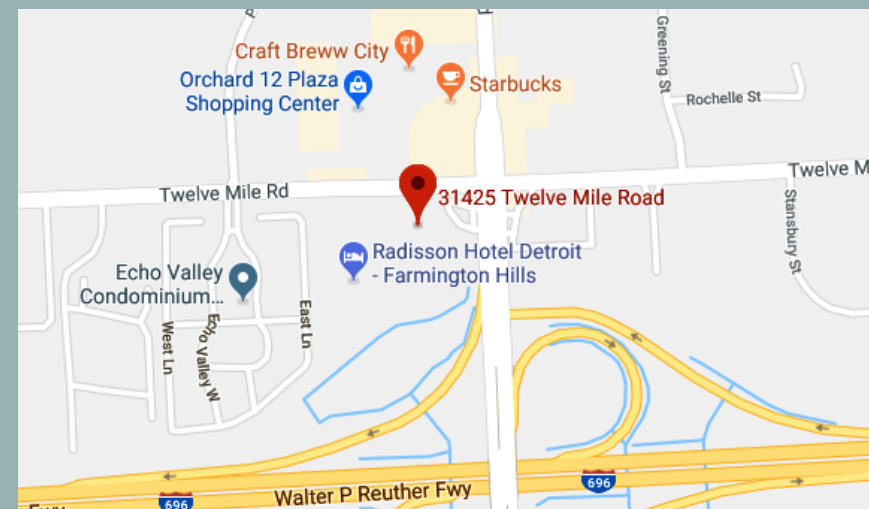 Craft Breww City
Orchard 12 Plaza
Shopping Center
Starbucks
Greening St
Rochelle St
Twelve Mile Rd
Twelve M
31425 Twelve Mile Road
Stansbury St
Radisson Hotel Detroit
- Farmington Hills
Echo Valley
Condominium...
East Ln
West Ln
Echo Valley W
Walter P Reuther Fwy
696
696
Fwy